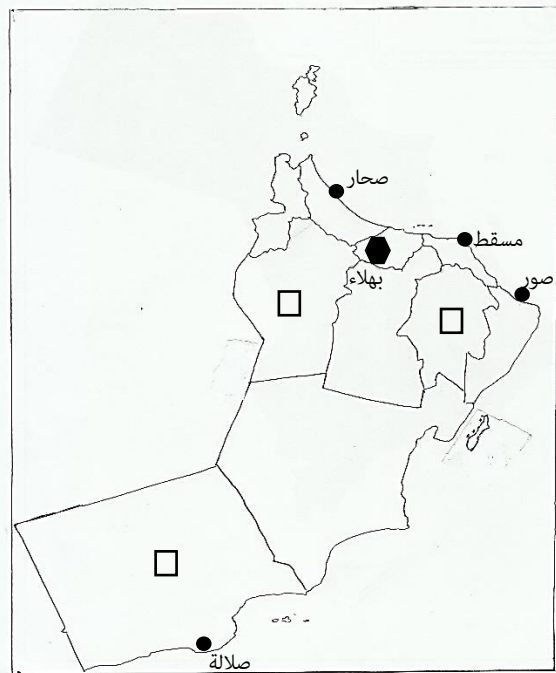 صحار
مسقط
بهلاء
صور
صلالة